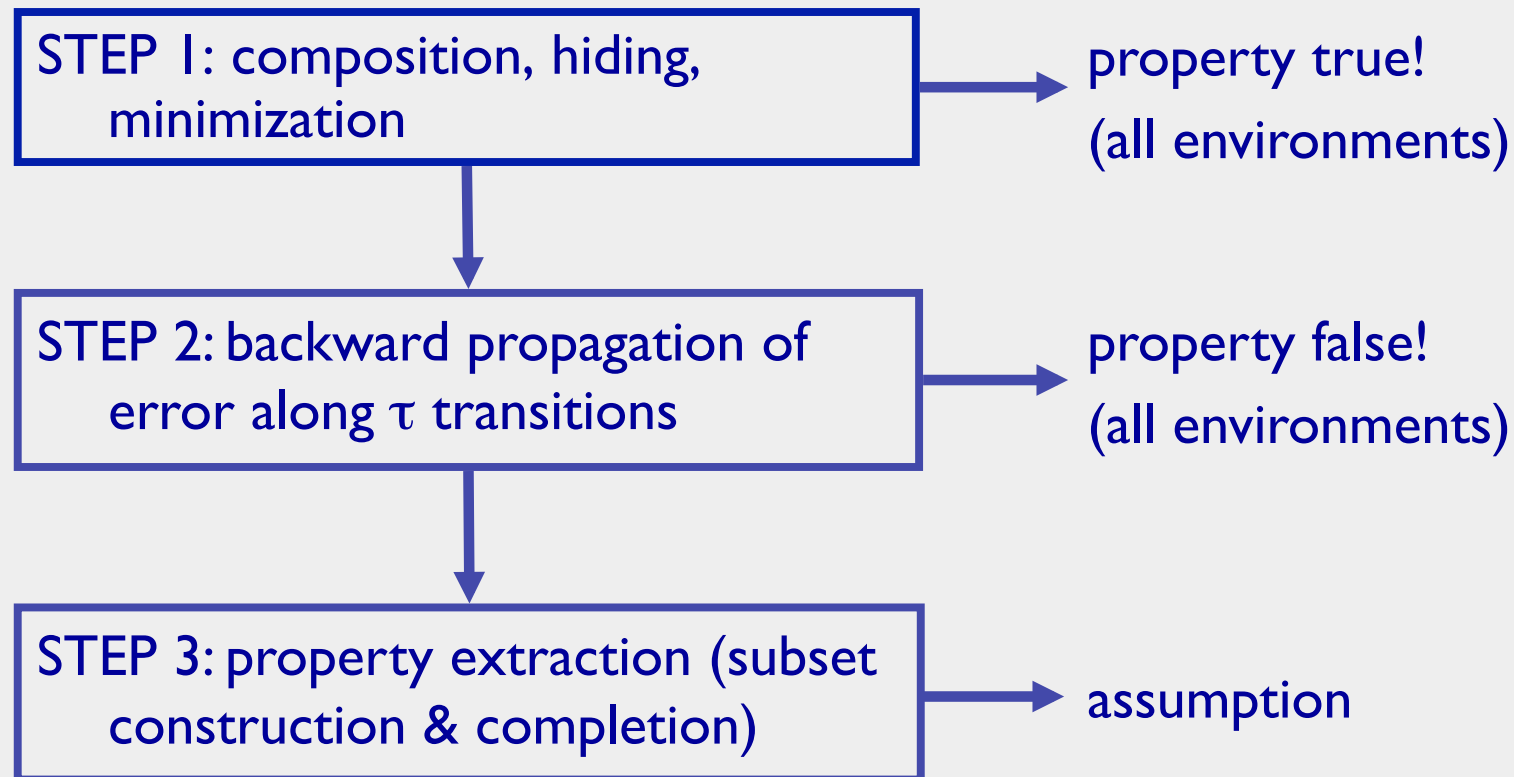 STEP 1: composition, hiding,
minimization
property true!
(all environments)
STEP 2: backward propagation of
error along τ transitions
property false!
(all environments)
STEP 3: property extraction (subset
construction & completion)
assumption